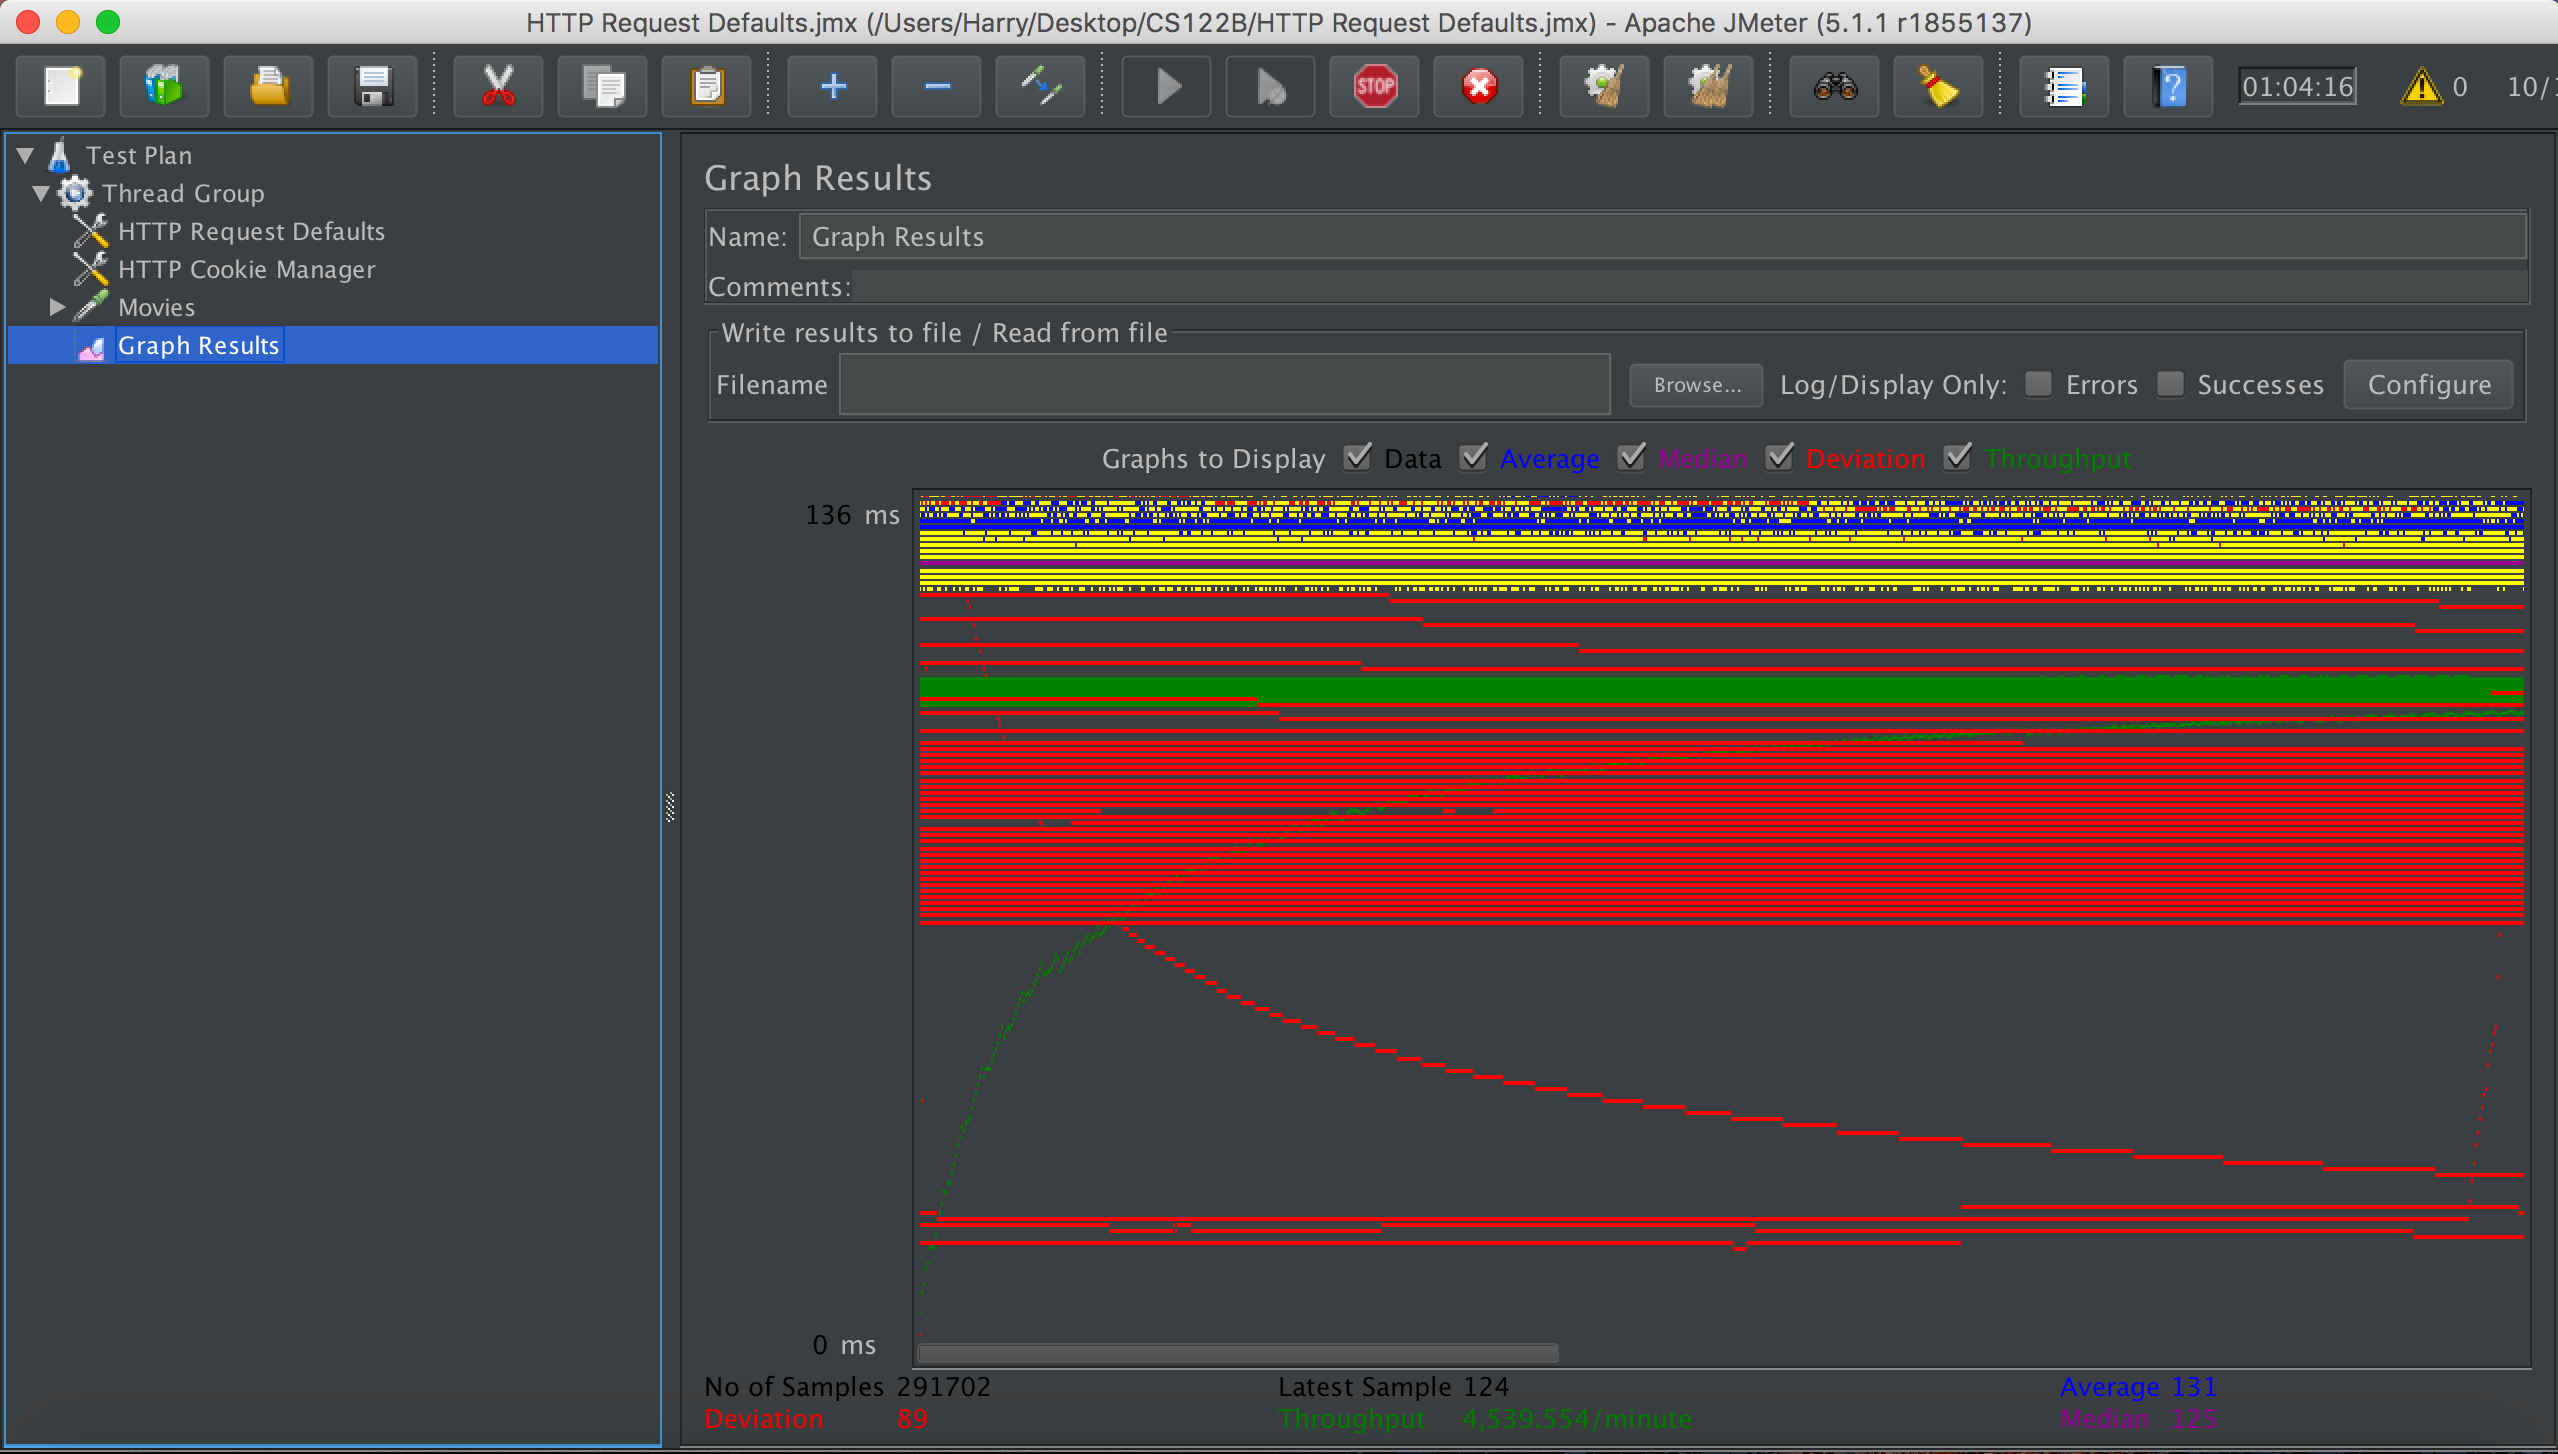 HTTP Request Defaults.jmx (/Users/Harry/Desktop/CS122B/HTTP Request Defaults.jmx) - Apache JMeter (5.1.1 r1855137)
STOP
01:04:16
0
10/
Test Plan
Thread Group
HTTP Request Defaults
HTTP Cookie Manager
Movies
Graph Results
Graph Results
Name: Graph Results
Comments:
Write results to file / Read from file
Filename Browse... Log/Display Only: Errors Successes Configure
Graphs to Display Data Average Median Deviation Throughput
136 ms
0 ms
No of Samples 291702 Latest Sample 124 Average 131
Deviation 89 Throughput 4,539.554/minute Median 125